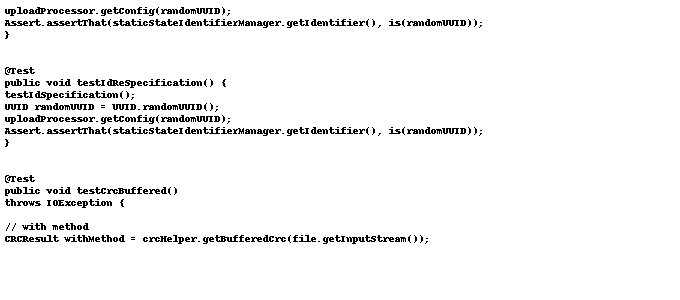 uploadProcessor.getConfig(randomUUID);
Assert.assertThat(staticStateIdentifierManager.getIdentifier(), is(randomUUID));
}
@Test
public void testIdReSpecification() {
testIdSpecification();
UUID randomUUID = UUID.randomUUID();
uploadProcessor.getConfig(randomUUID);
Assert.assertThat(staticStateIdentifierManager.getIdentifier(), is(randomUUID));
}
@Test
public void testCrcBuffered()
throws IOException {
// with method
CRCResult withMethod = crcHelper.getBufferedCrc(file.getInputStream());